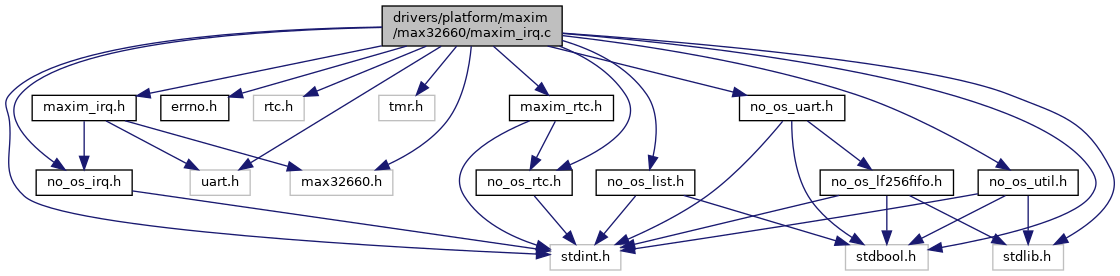 drivers/platform/maxim
/max32660/maxim_irq.c
maxim_irq.h
errno.h
rtc.h
tmr.h
maxim_rtc.h
no_os_uart.h
no_os_irq.h
uart.h
max32660.h
no_os_rtc.h
no_os_list.h
no_os_lf256fifo.h
no_os_util.h
stdint.h
stdbool.h
stdlib.h